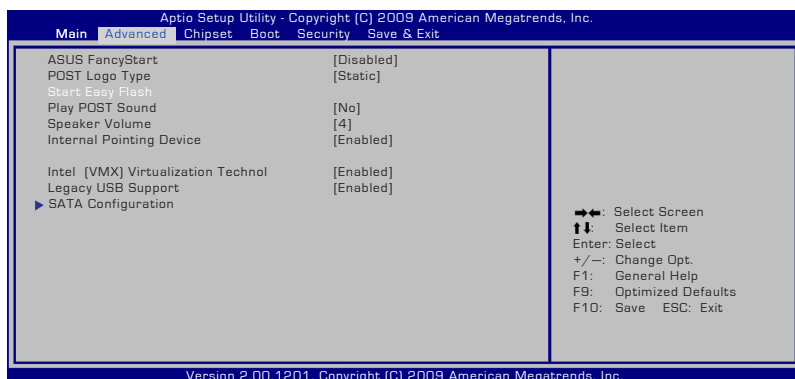 Aptio Setup Utility - Copyright (C) 2009 American Megatrends, Inc.
Main Advanced Chipset Boot Security Save & Exit
ASUS FancyStart [Disabled]
POST Logo Type [Static]
Start Easy Flash
Play POST Sound [No]
Speaker Volume [4]
Internal Pointing Device [Enabled]
Intel (VMX) Virtualization Technol [Enabled]
Legacy USB Support [Enabled]
SATA Configuration
→←: Select Screen
↑↓: Select Item
Enter: Select
+/—: Change Opt.
F1: General Help
F9: Optimized Defaults
F10: Save ESC: Exit
Version 2.00.1201. Copyright (C) 2009 American Megatrends, Inc.